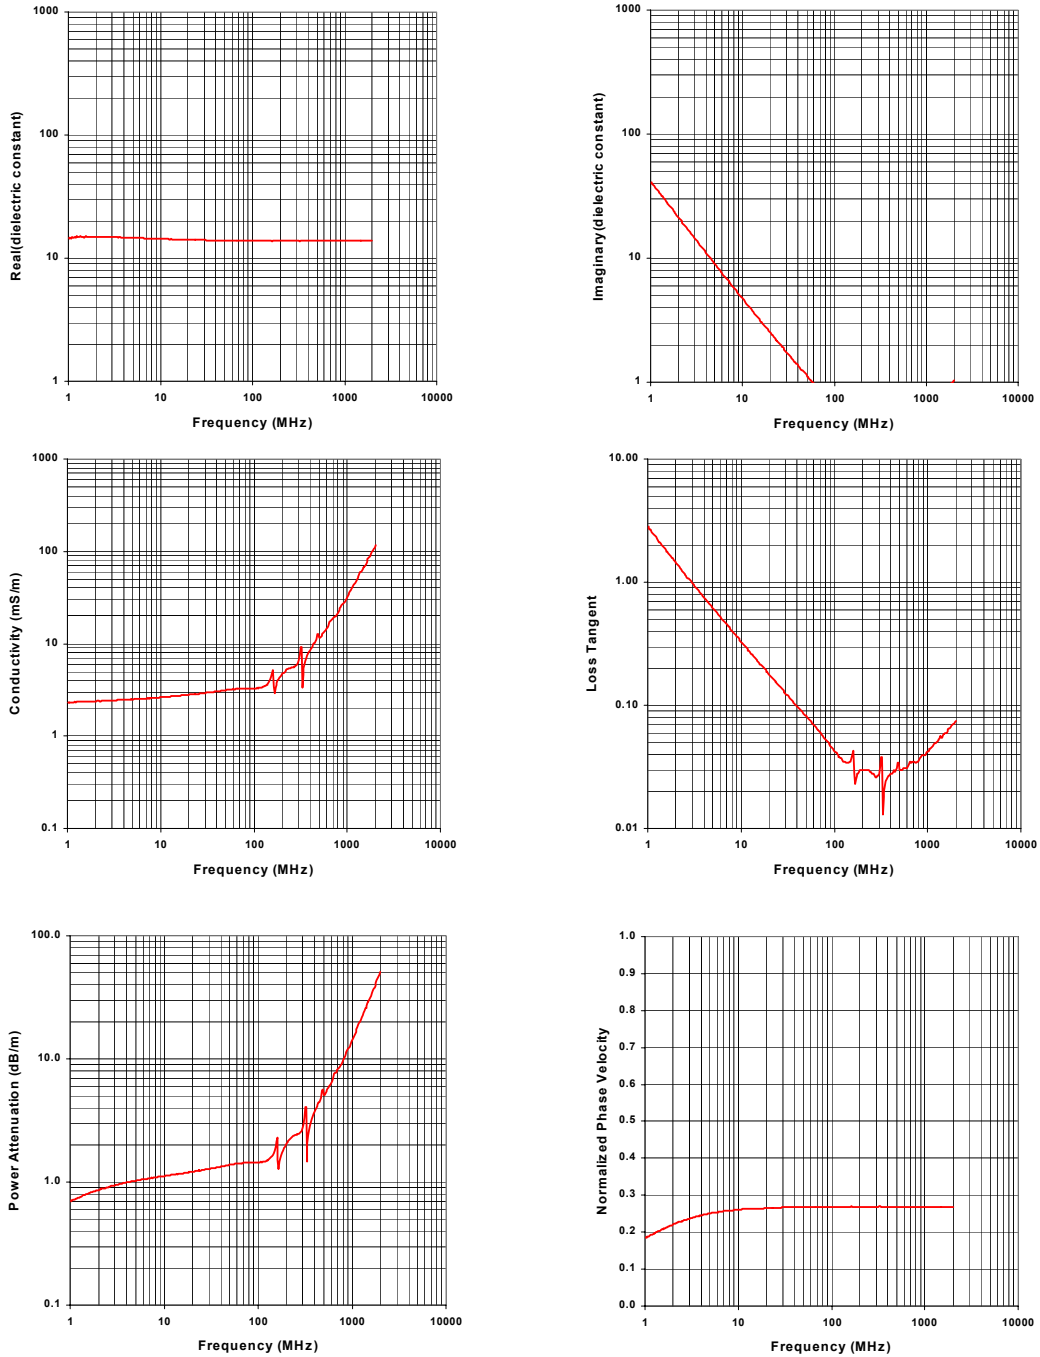 1000
100
10
1
Real(dielectric constant)
1 10 100 1000 10000
Frequency (MHz)
1000
100
10
1
Imaginary(dielectric constant)
1 10 100 1000 10000
Frequency (MHz)
1000
100
10
1
0.1
Conductivity (mS/m)
1 10 100 1000 10000
Frequency (MHz)
10.00
1.00
0.10
0.01
Loss Tangent
1 10 100 1000 10000
Frequency (MHz)
100.0
10.0
1.0
0.1
Power Attenuation (dB/m)
1 10 100 1000 10000
Frequency (MHz)
1.0
0.9
0.8
0.7
0.6
0.5
0.4
0.3
0.2
0.1
0.0
Normalized Phase Velocity
1 10 100 1000 10000
Frequency (MHz)